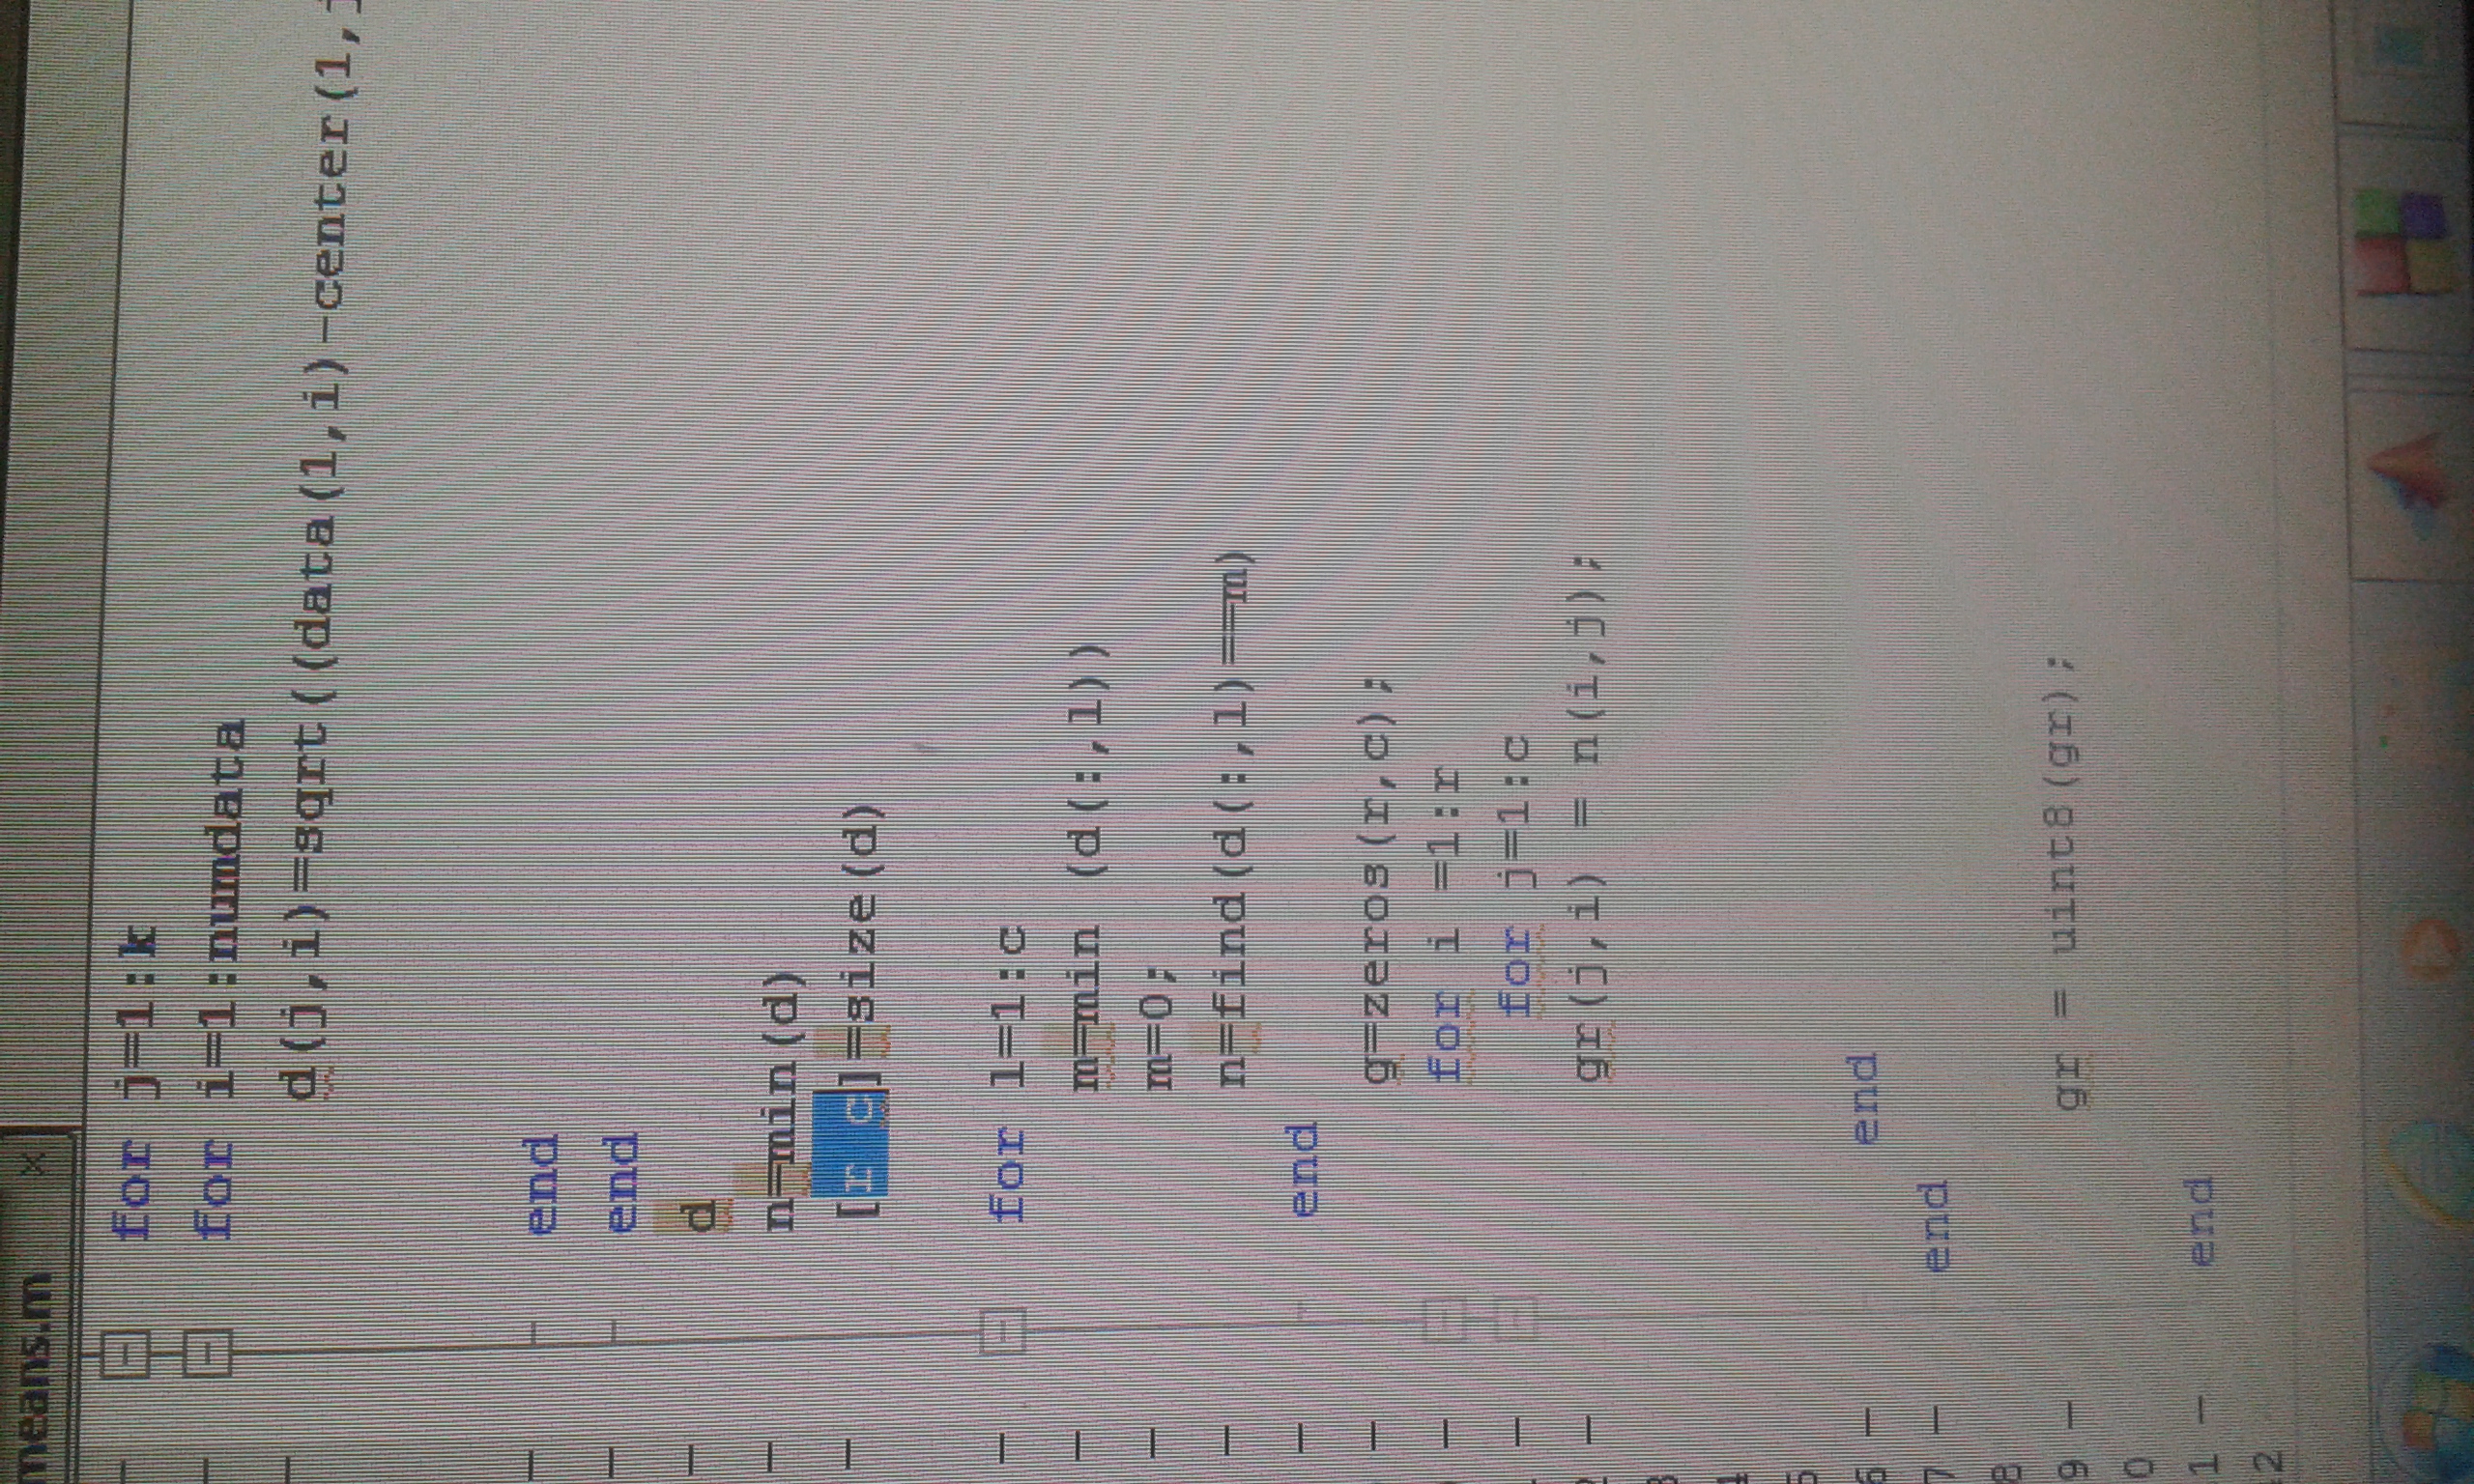 means.m ×
for j=1:k
for i=1:numdata
d(j,i)=sqrt((data(1,i)-center(1,j
end
end
d
n=min(d)
[r c]=size(d)
for l=1:c
m=min (d(:,l))
m=0;
n=find(d(:,l)==m)
end
g=zeros(r,c);
for i =1:r
for j=1:c
2 gr(j,i) = n(i,j);
3
4
5
6 end
7 end
8
9 gr = uint8(gr);
0
1 end
2